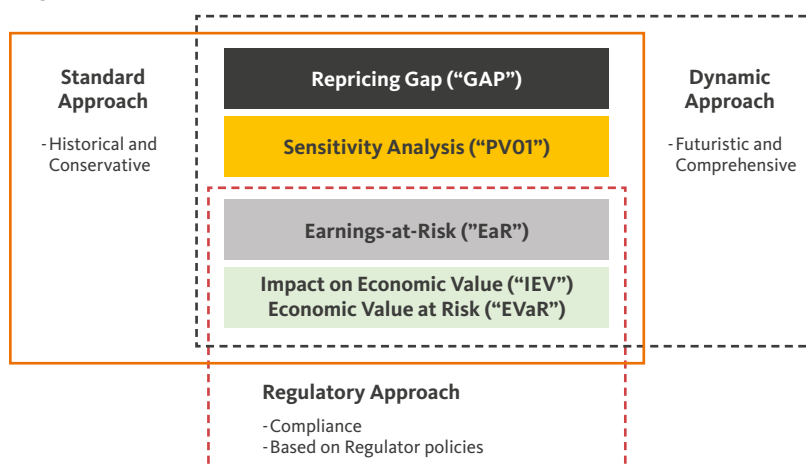 Standard
Approach
-Historical and
Conservative
Repricing Gap (“GAP”)
Sensitivity Analysis (“PV01”)
Earnings-at-Risk (”EaR”)
Impact on Economic Value (“IEV”)
Economic Value at Risk (“EVaR”)
Dynamic
Approach
-Futuristic and
Comprehensive
Regulatory Approach
-Compliance
-Based on Regulator policies